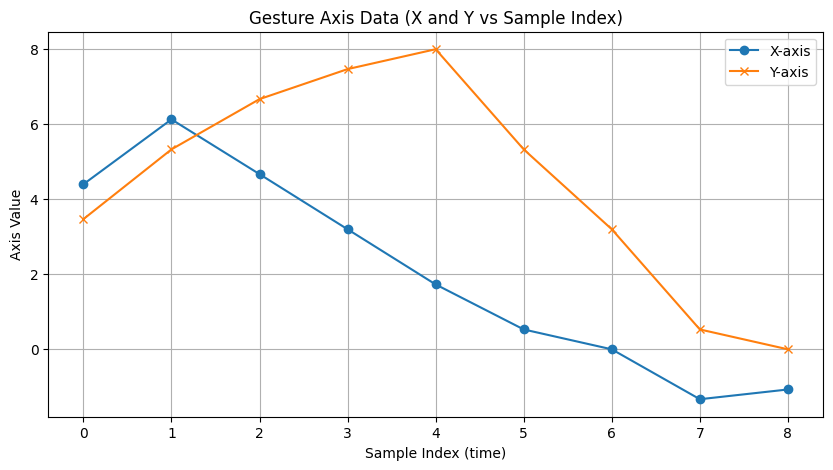 Gesture Axis Data (X and Y vs Sample Index)
X-axis
Y-axis
Axis Value
8
6
4
2
0
0 1 2 3 4 5 6 7 8
Sample Index (time)